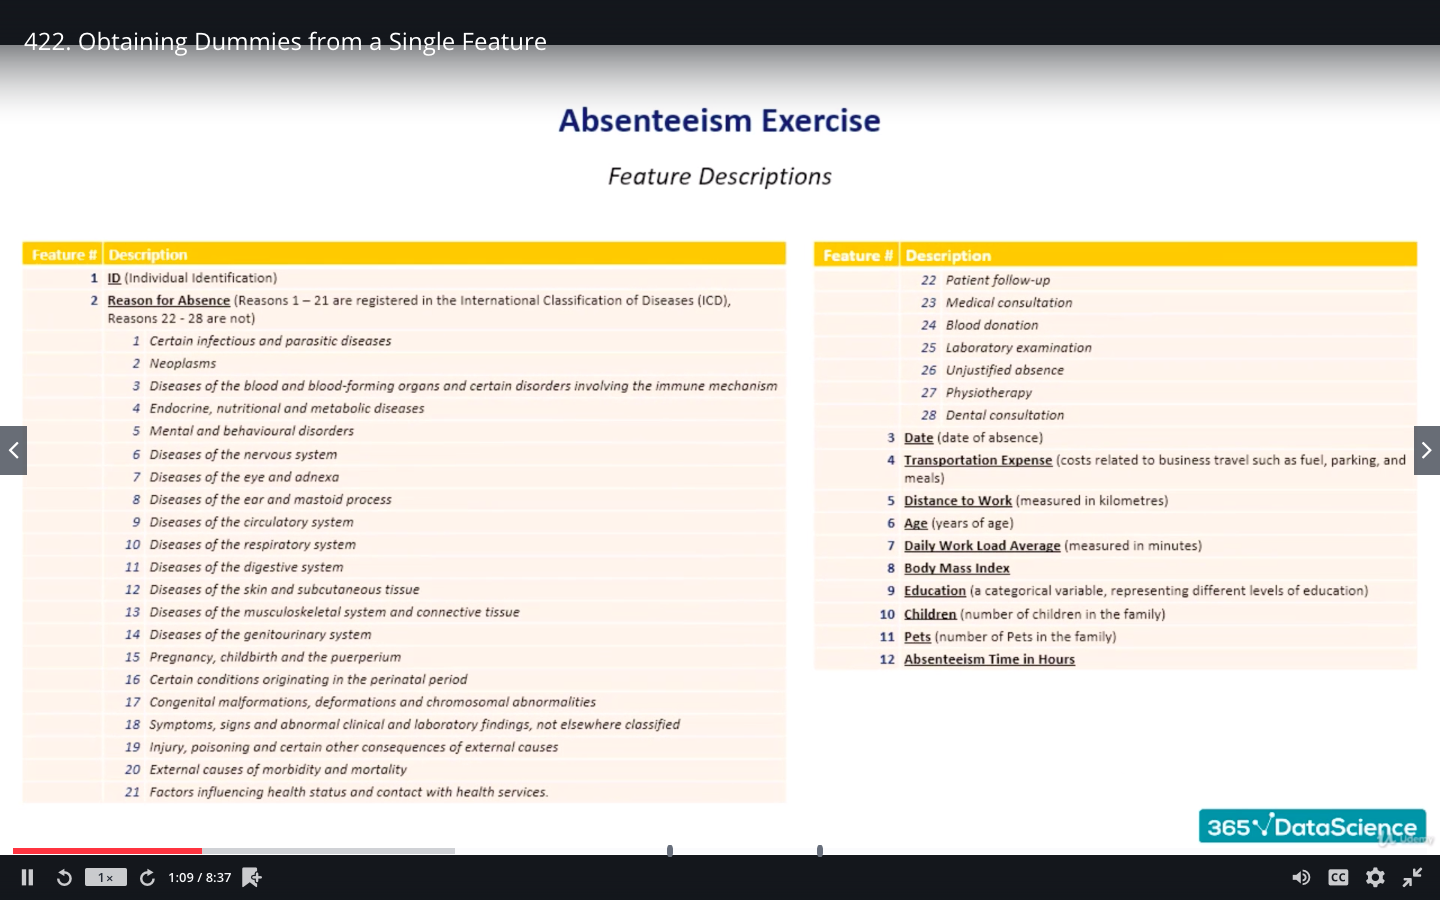 422. Obtaining Dummies from a Single Feature
Absenteeism Exercise
Feature Descriptions
Feature # Description
1 ID (Individual Identification)
2 Reason for Absence (Reasons 1 – 21 are registered in the International Classification of Diseases (ICD),
Reasons 22 - 28 are not)
1 Certain infectious and parasitic diseases
2 Neoplasms
3 Diseases of the blood and blood-forming organs and certain disorders involving the immune mechanism
4 Endocrine, nutritional and metabolic diseases
5 Mental and behavioural disorders
6 Diseases of the nervous system
7 Diseases of the eye and adnexa
8 Diseases of the ear and mastoid process
9 Diseases of the circulatory system
10 Diseases of the respiratory system
11 Diseases of the digestive system
12 Diseases of the skin and subcutaneous tissue
13 Diseases of the musculoskeletal system and connective tissue
14 Diseases of the genitourinary system
15 Pregnancy, childbirth and the puerperium
16 Certain conditions originating in the perinatal period
17 Congenital malformations, deformations and chromosomal abnormalities
18 Symptoms, signs and abnormal clinical and laboratory findings, not elsewhere classified
19 Injury, poisoning and certain other consequences of external causes
20 External causes of morbidity and mortality
21 Factors influencing health status and contact with health services.
Feature # Description
22 Patient follow-up
23 Medical consultation
24 Blood donation
25 Laboratory examination
26 Unjustified absence
27 Physiotherapy
28 Dental consultation
3 Date (date of absence)
4 Transportation Expense (costs related to business travel such as fuel, parking, and
meals)
5 Distance to Work (measured in kilometres)
6 Age (years of age)
7 Daily Work Load Average (measured in minutes)
8 Body Mass Index
9 Education (a categorical variable, representing different levels of education)
10 Children (number of children in the family)
11 Pets (number of Pets in the family)
12 Absenteeism Time in Hours
365 DataScience
Udemy
1x
1:09 / 8:37
CC